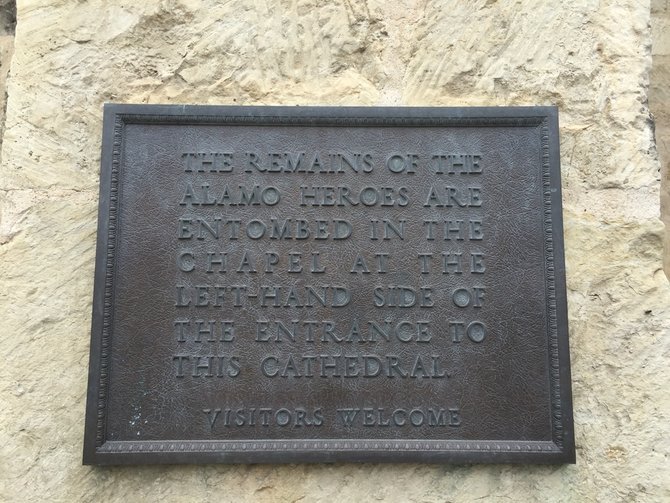 THE REMAINS OF THE
ALAMO HEROES ARE
ENTOMBED IN THE
CHAPEL AT THE
LEFT-HAND SIDE OF
THE ENTRANCE TO
THIS CATHEDRAL.
VISITORS WELCOME